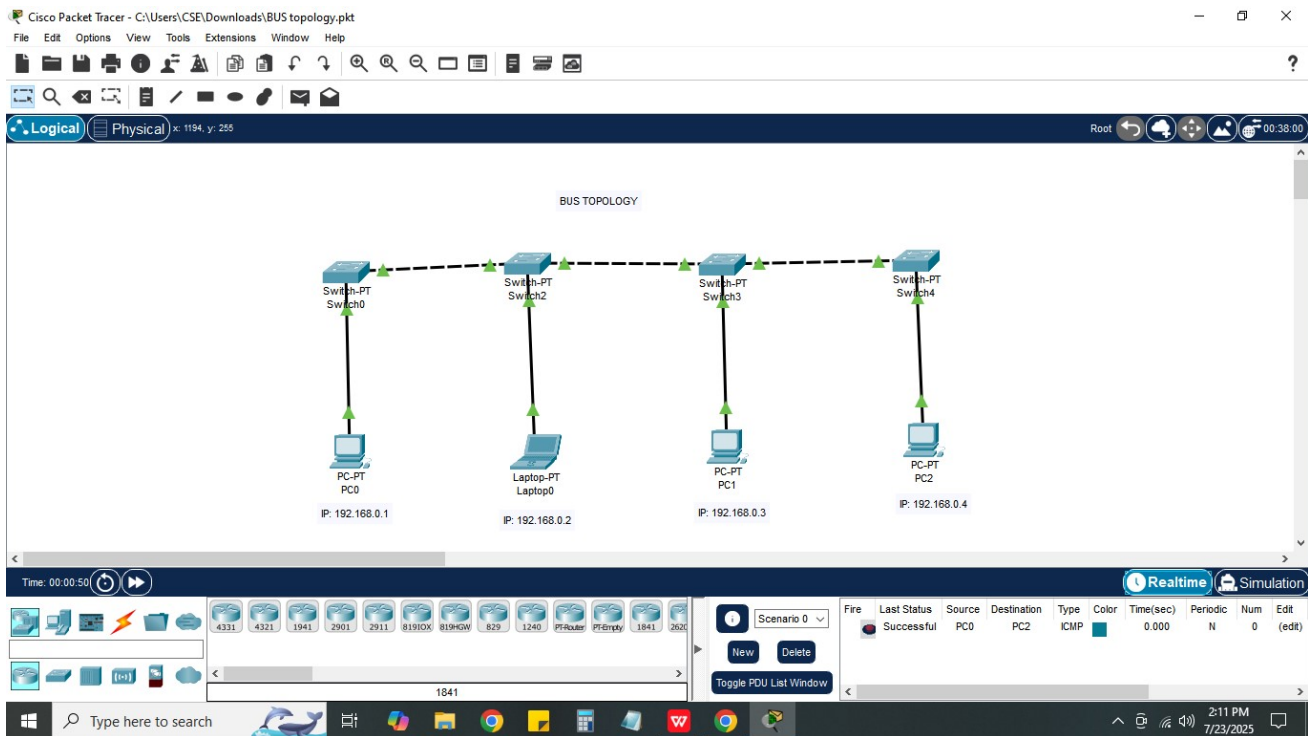 Cisco Packet Tracer - C:\Users\CSE\Downloads\BUS topology.pkt
File Edit Options View Tools Extensions Window Help
?
Logical Physical x: 1194, y: 255 Root 00:38:00
BUS TOPOLOGY
Switch-PT
Switch0
Switch-PT
Switch2
Switch-PT
Switch3
Switch-PT
Switch4
PC-PT
PC0
IP: 192.168.0.1
Laptop-PT
Laptop0
IP: 192.168.0.2
PC-PT
PC1
IP: 192.168.0.3
PC-PT
PC2
IP: 192.168.0.4
Time: 00:00:50 Realtime Simulation
4331 4321 1941 2901 2911 819IOX 819HGW 829 1240 PT-Router PT-Empty 1841 2620
1841
Scenario 0
New Delete
Toggle PDU List Window
Fire Last Status Source Destination Type Color Time(sec) Periodic Num Edit
Successful PC0 PC2 ICMP 0.000 N 0 (edit)
Type here to search
W
2:11 PM
7/23/2025